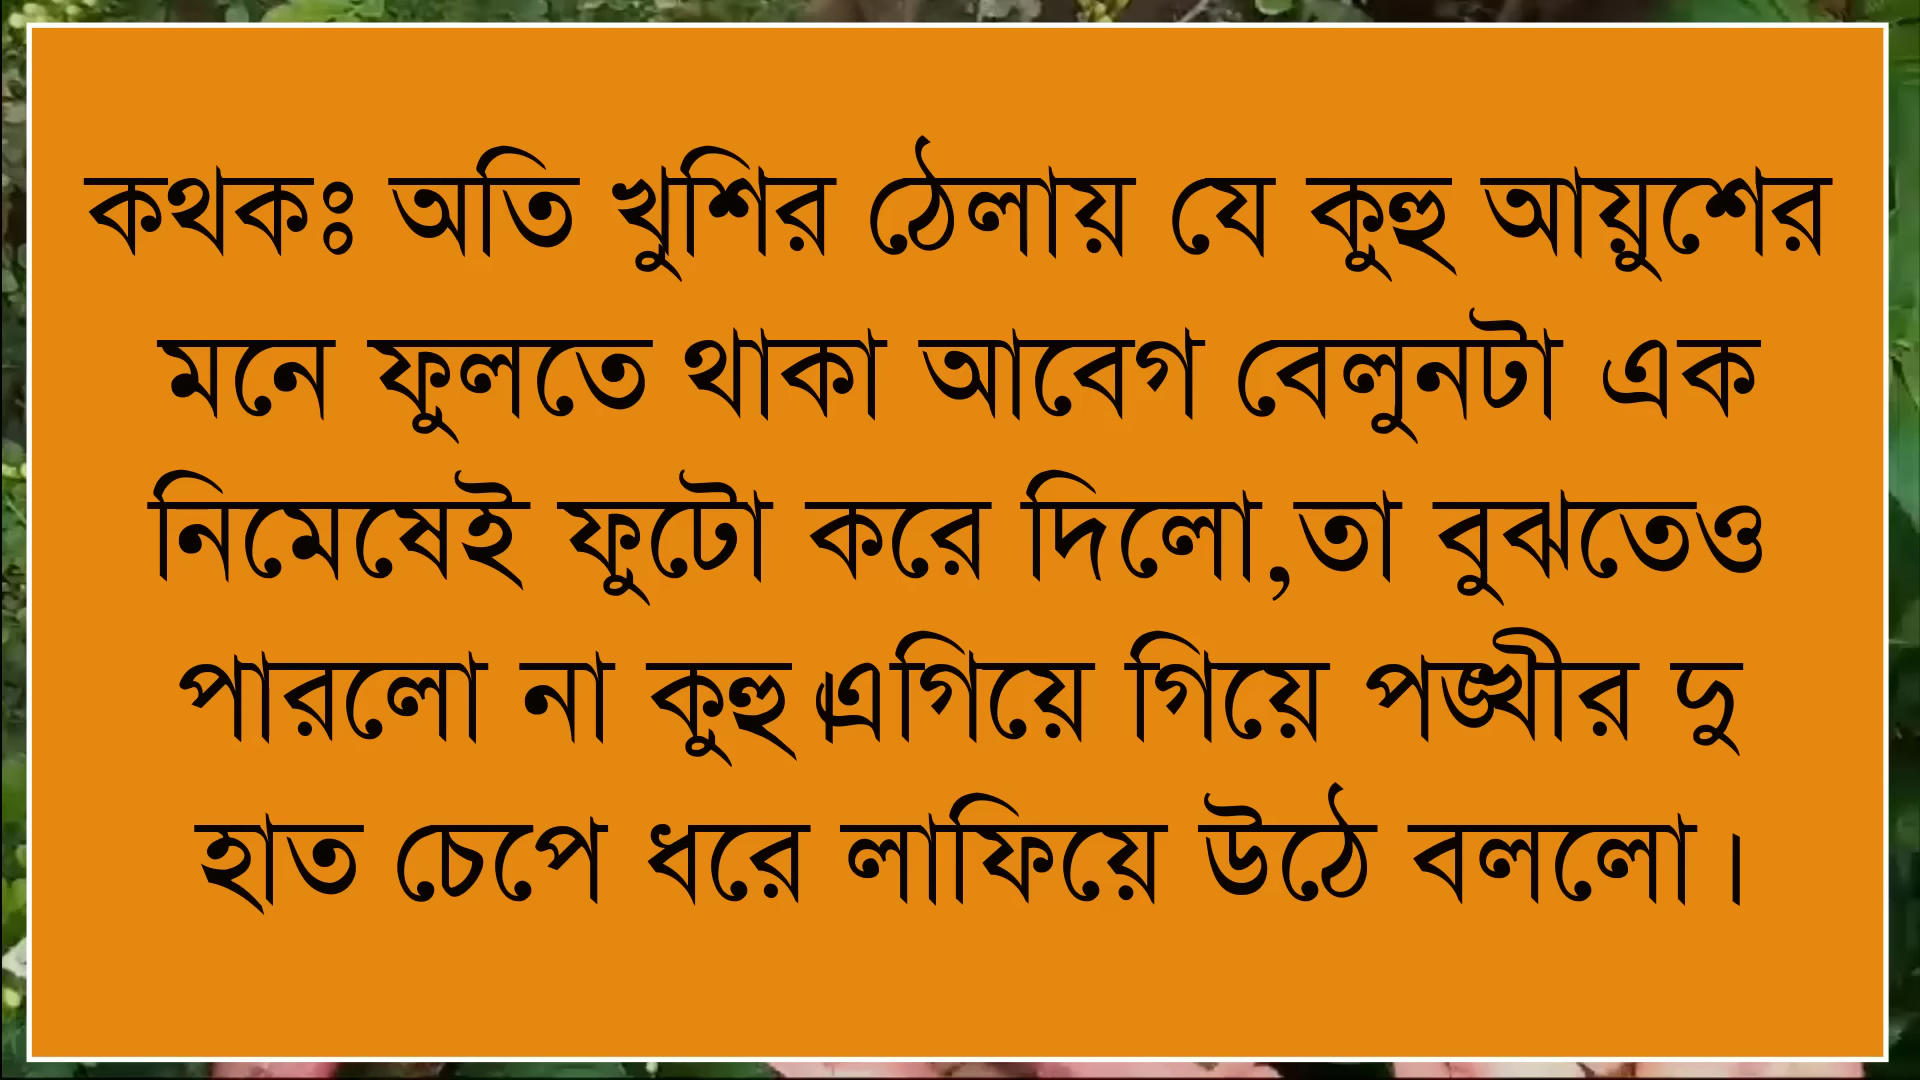 কথকঃ অতি খুশির ঠেলায় যে কুহু আয়ুশের
মনে ফুলতে থাকা আবেগ বেলুনটা এক
নিমেষেই ফুটো করে দিলো,তা বুঝতেও
পারলো না কুহু।এগিয়ে গিয়ে পঙ্খীর দু
হাত চেপে ধরে লাফিয়ে উঠে বললো।